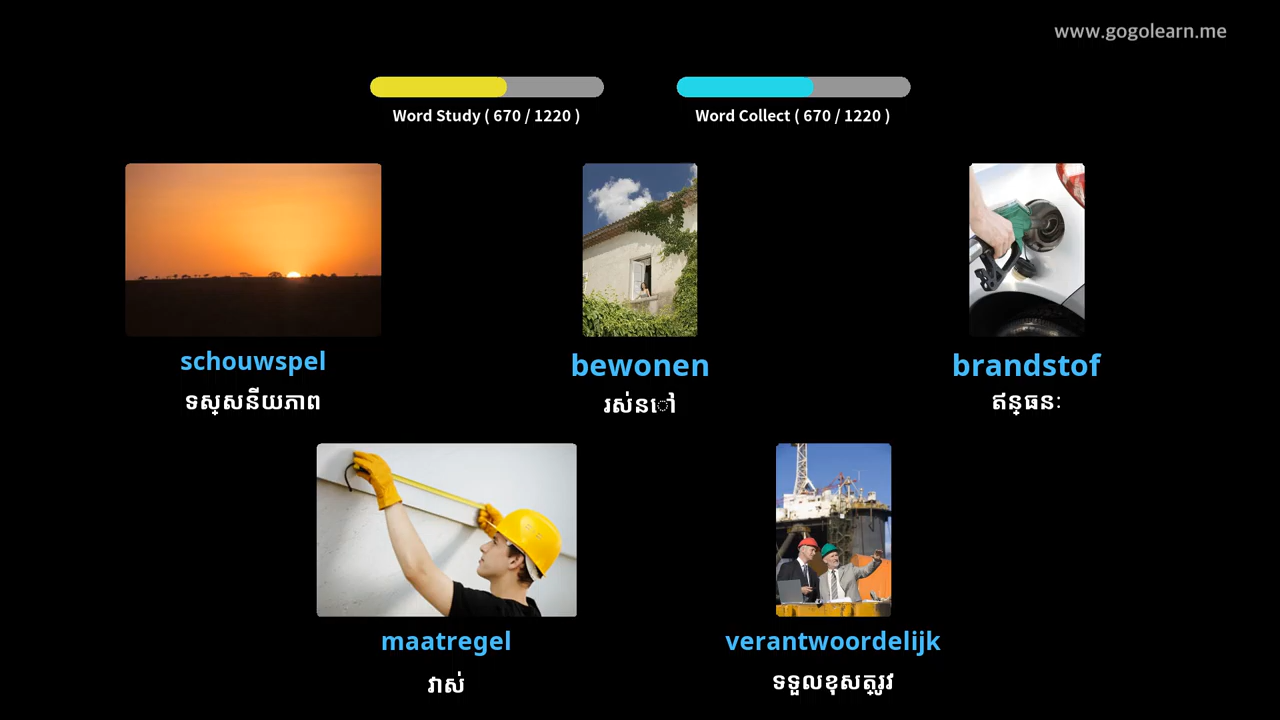 www.gogolearn.me
Word Study ( 670 / 1220 )
Word Collect ( 670 / 1220 )
schouwspel
ទស្សនីយភាព
bewonen
រស់នៅ
brandstof
ឥន្ធនៈ
maatregel
វាស់
verantwoordelijk
ទទួលខុសត្រូវ